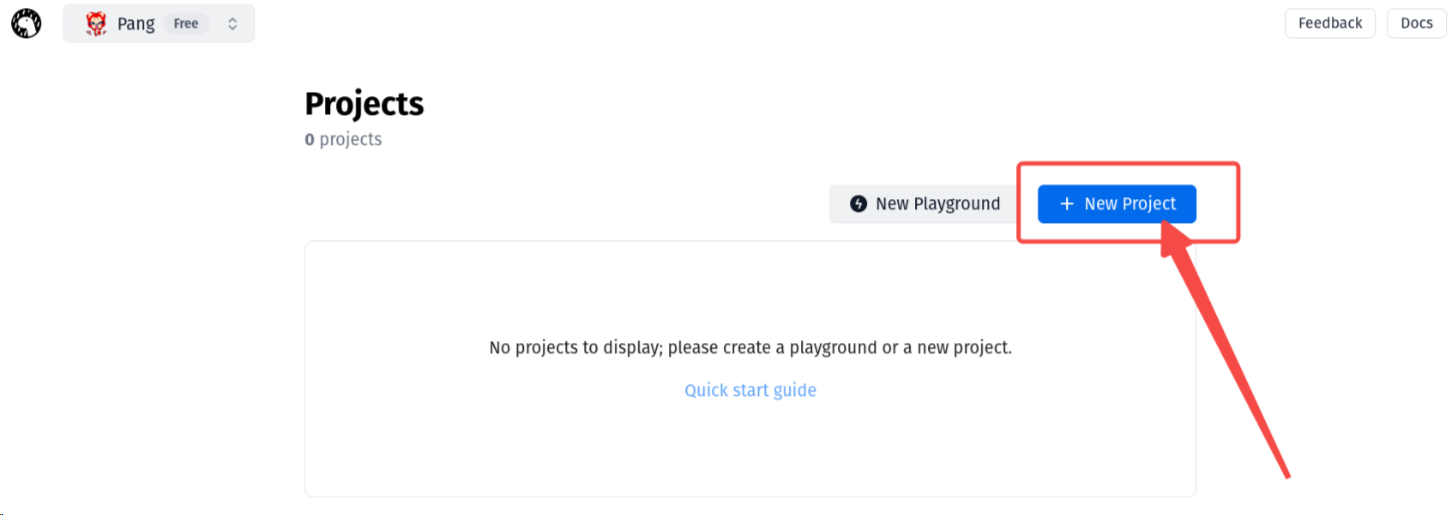 Pang Free Feedback Docs
Projects
0 projects
New Playground + New Project
No projects to display; please create a playground or a new project.
Quick start guide